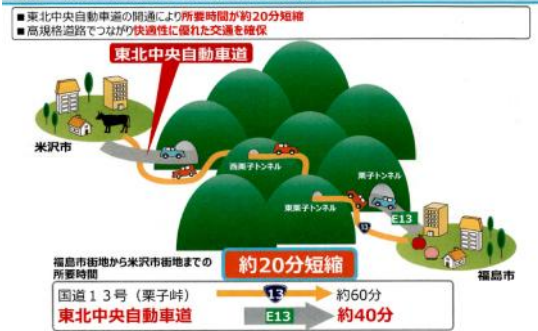 ■東北中央自動車道の開通により所要時間が約20分短縮
■高規格道路でつながり快適性に優れた交通を確保
東北中央自動車道
米沢市
西栗子トンネル
栗子トンネル
東栗子トンネル
E13
13
福島市
福島市街地から米沢市街地までの
所要時間
約20分短縮
国道13号（栗子峠） 13 約60分
東北中央自動車道 E13 約40分